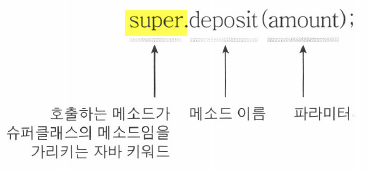 super.deposit(amount);
호출하는 메소드가
슈퍼클래스의 메소드임을
가리키는 자바 키워드
메소드 이름
파라미터